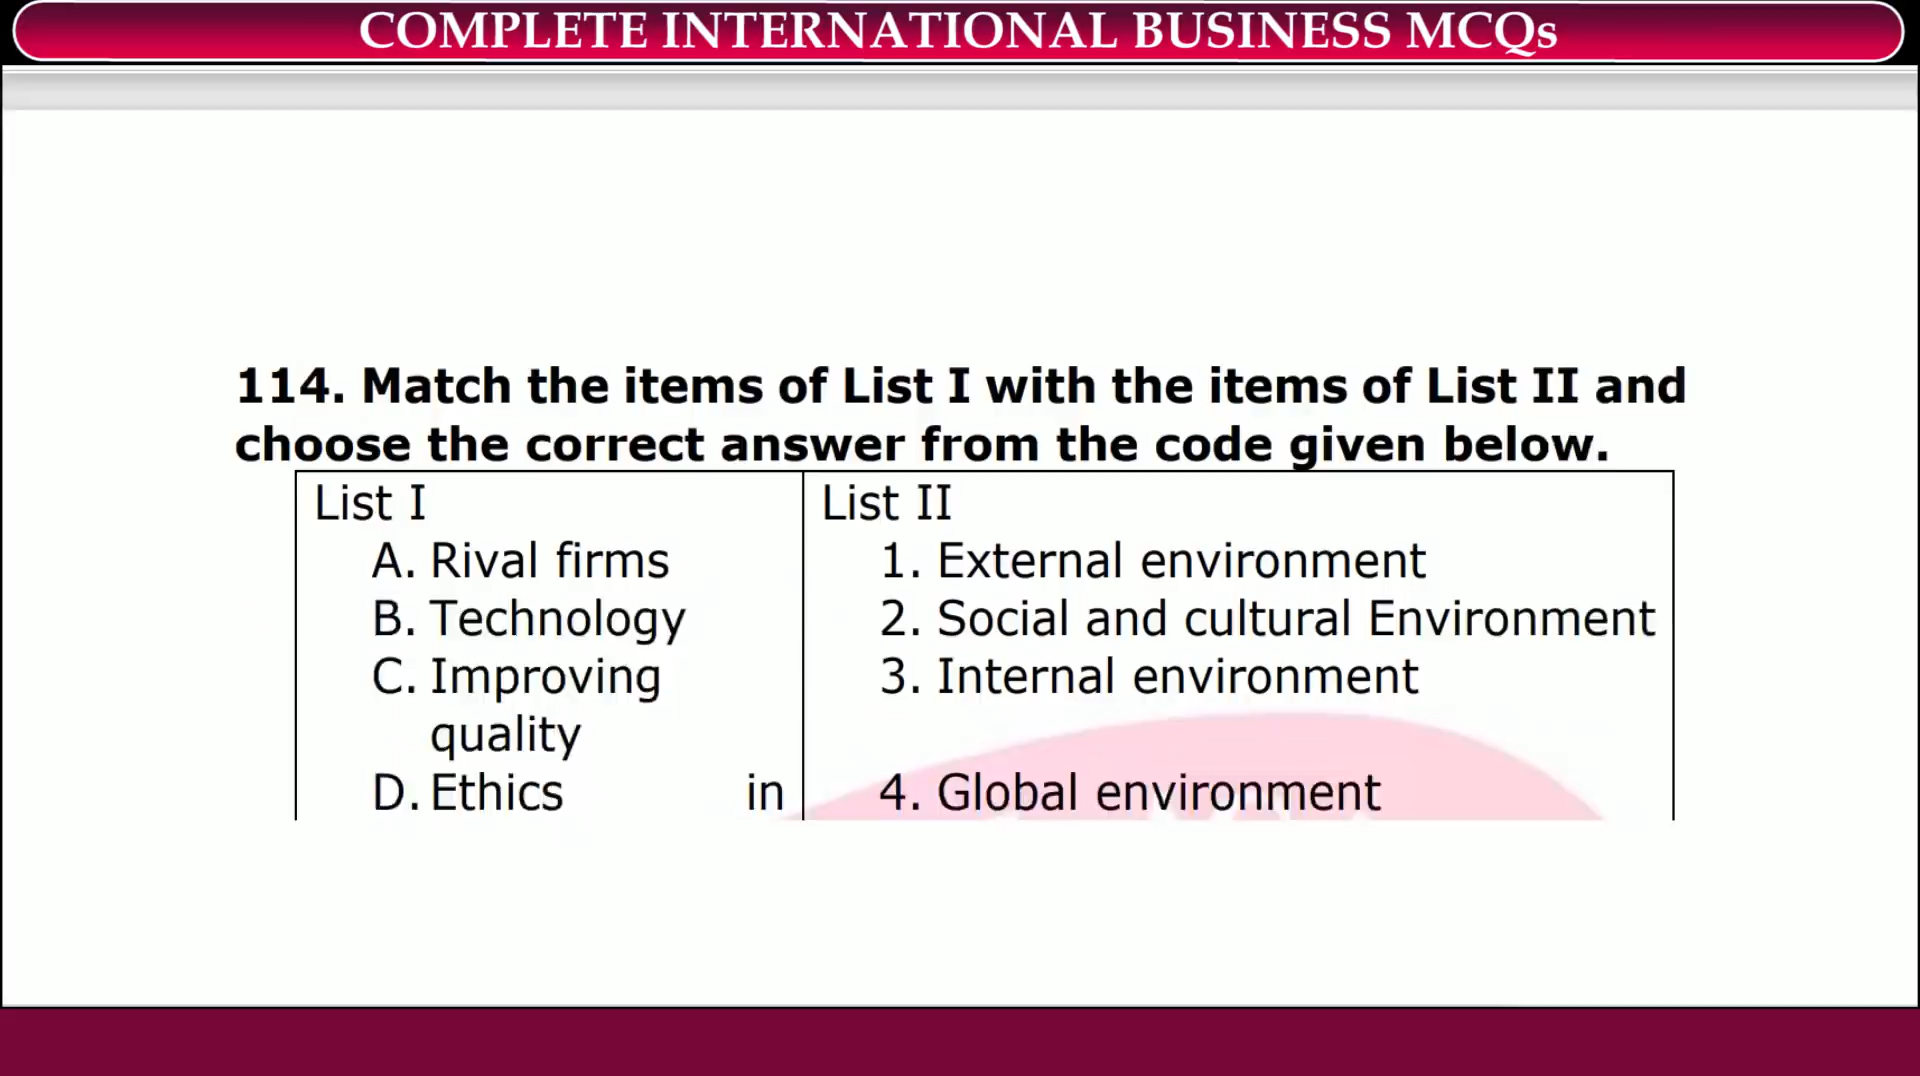 COMPLETE INTERNATIONAL BUSINESS MCQs
114. Match the items of List I with the items of List II and
choose the correct answer from the code given below.
List I
A. Rival firms
B. Technology
C. Improving
quality
D. Ethics in
List II
1. External environment
2. Social and cultural Environment
3. Internal environment
4. Global environment